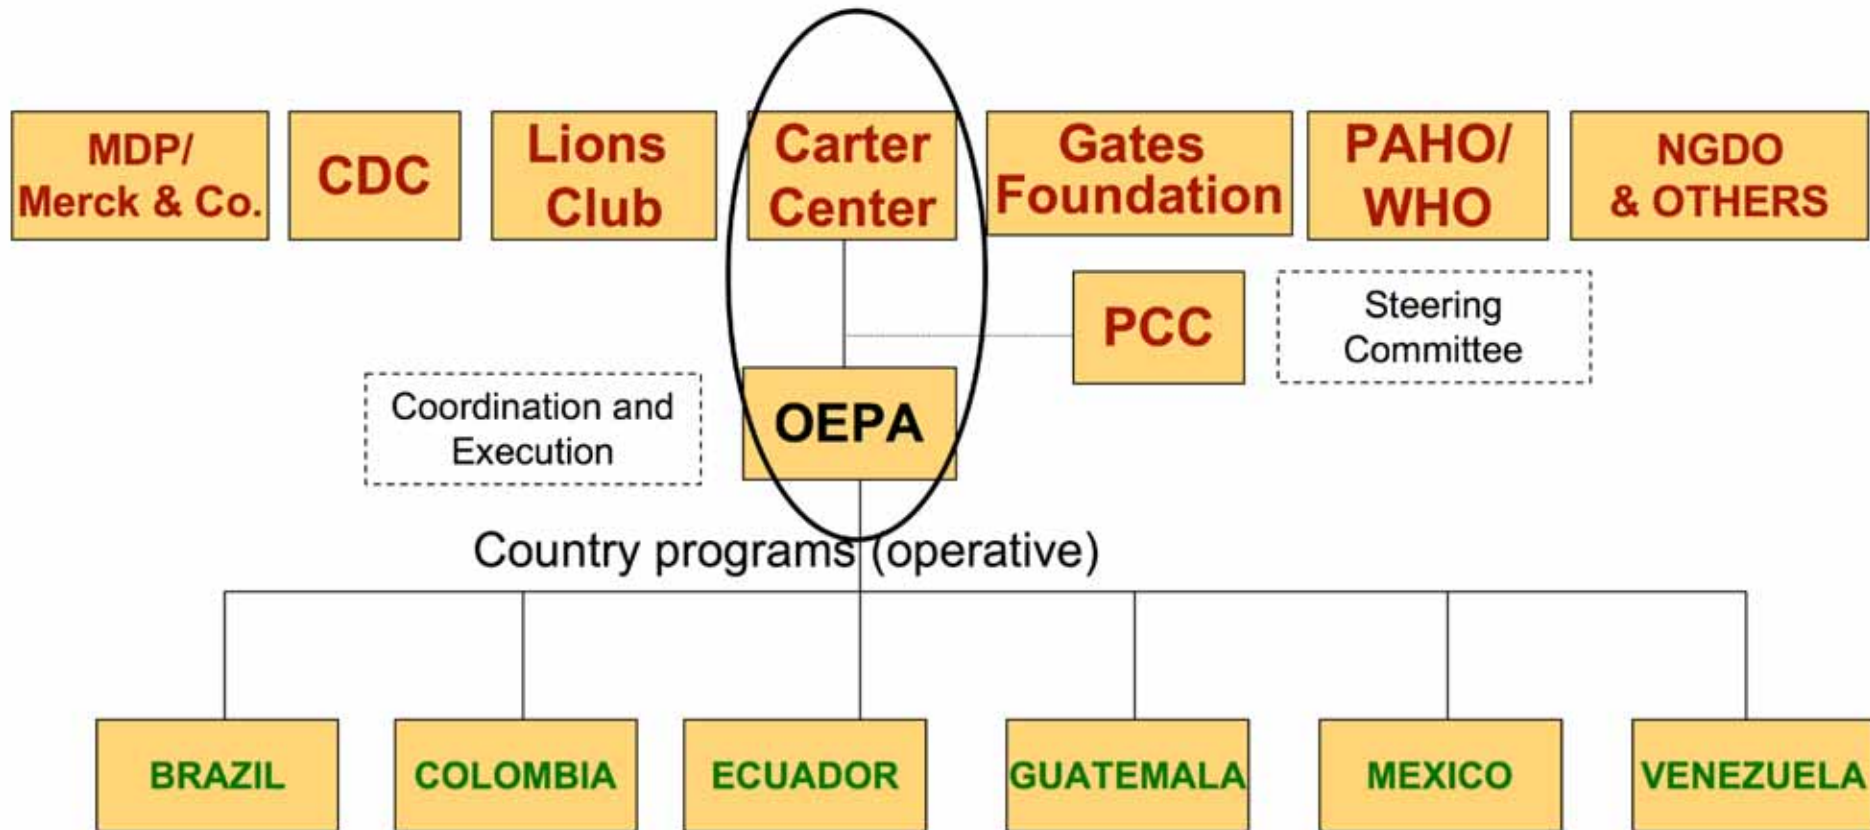 MDP/
Merck & Co.
CDC
Lions
Club
Carter
Center
Gates
Foundation
PAHO/
WHO
NGDO
& OTHERS
PCC
Steering
Committee
Coordination and
Execution
OEPA
Country programs (operative)
BRAZIL
COLOMBIA
ECUADOR
GUATEMALA
MEXICO
VENEZUELA